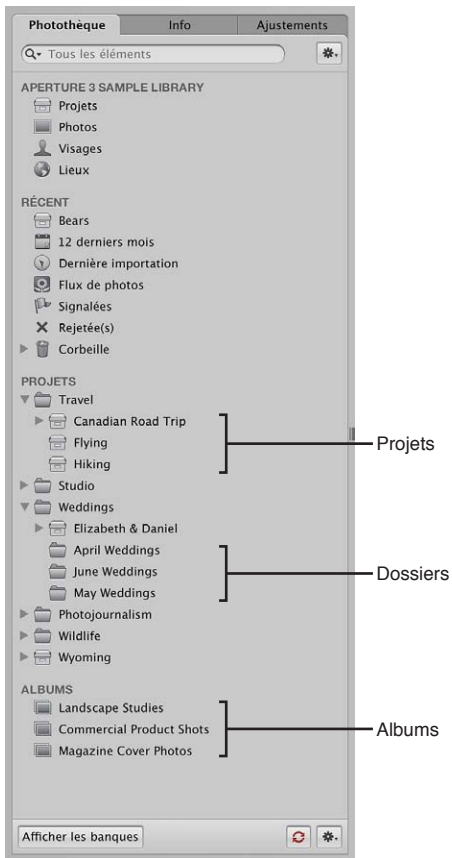 Photothèque Info Ajustements
Tous les éléments
APERTURE 3 SAMPLE LIBRARY
Projets
Photos
Visages
Lieux
RÉCENT
Bears
12 derniers mois
Dernière importation
Flux de photos
Signalées
Rejetée(s)
Corbeille
PROJETS
Travel
Canadian Road Trip
Flying
Hiking
Projets
Studio
Weddings
Elizabeth & Daniel
April Weddings
June Weddings
May Weddings
Dossiers
Photojournalism
Wildlife
Wyoming
ALBUMS
Landscape Studies
Commercial Product Shots
Magazine Cover Photos
Albums
Afficher les banques